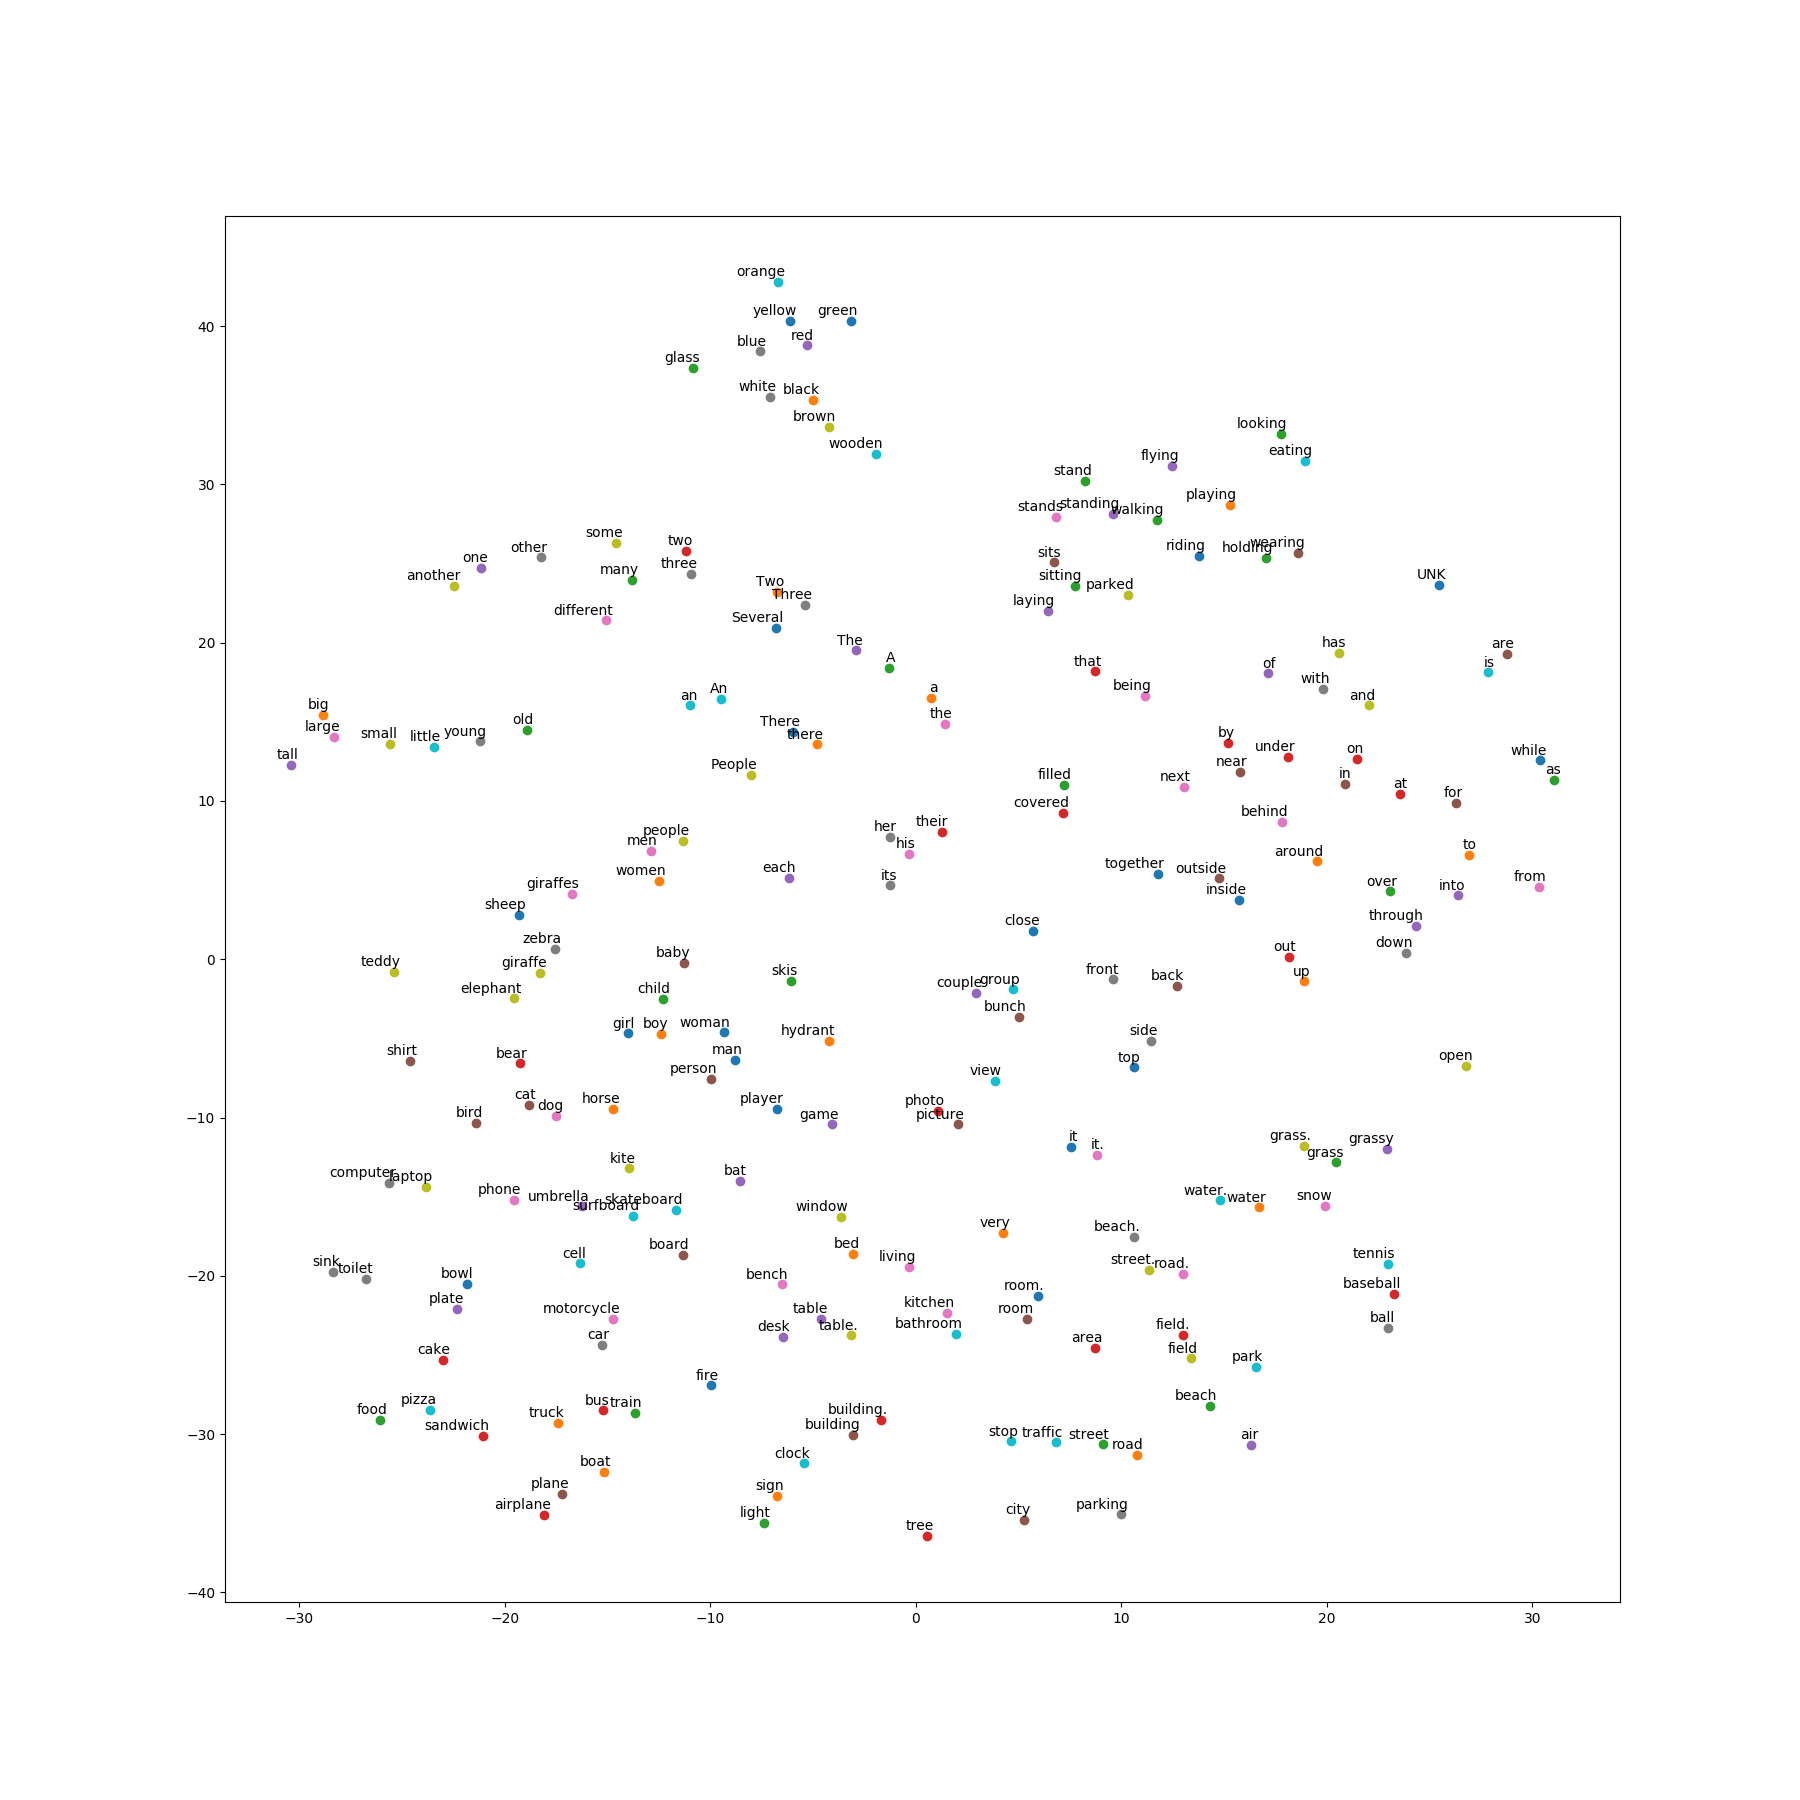 orange
yellow green
blue red
glass
white black
brown
wooden
looking
flying eating
stand
stands standing walking playing
some two
one other
another many three
different
Two
Three
Several
riding holding wearing
sits
sitting parked
laying
UNK
The
A
that being
of has
with and
are
is
an An
a
the
There
there
People
big
large
tall
small little young old
filled
covered
by
near under
next
on
in
at
for
while
as
behind
around
to
people
men
women
giraffes
sheep
zebra
giraffe
elephant
teddy
each
her
his their
its
together outside
inside
over into from
through
down
close
out
up
baby
child
girl boy woman
man
person
skis
hydrant
couple group
bunch
front back
side
top
open
shirt
bear
cat dog horse
bird
player game
view
photo
picture
it it.
grass.
grass grassy
computer laptop
phone
kite
umbrella
surfboard
skateboard
bat
window
water. water snow
very
beach.
street. road.
sink toilet
bowl
plate
cell board
bed living
bench
room.
room
tennis
baseball
ball
motorcycle
car
table
desk table.
kitchen
bathroom
area
field.
field
park
cake
fire
food pizza
sandwich
truck bus train
building.
building
beach
stop traffic street
road
air
boat
plane
airplane
clock
sign
light
tree
city
parking
40
30
20
10
0
−10
−20
−30
−40
−30 −20 −10 0 10 20 30